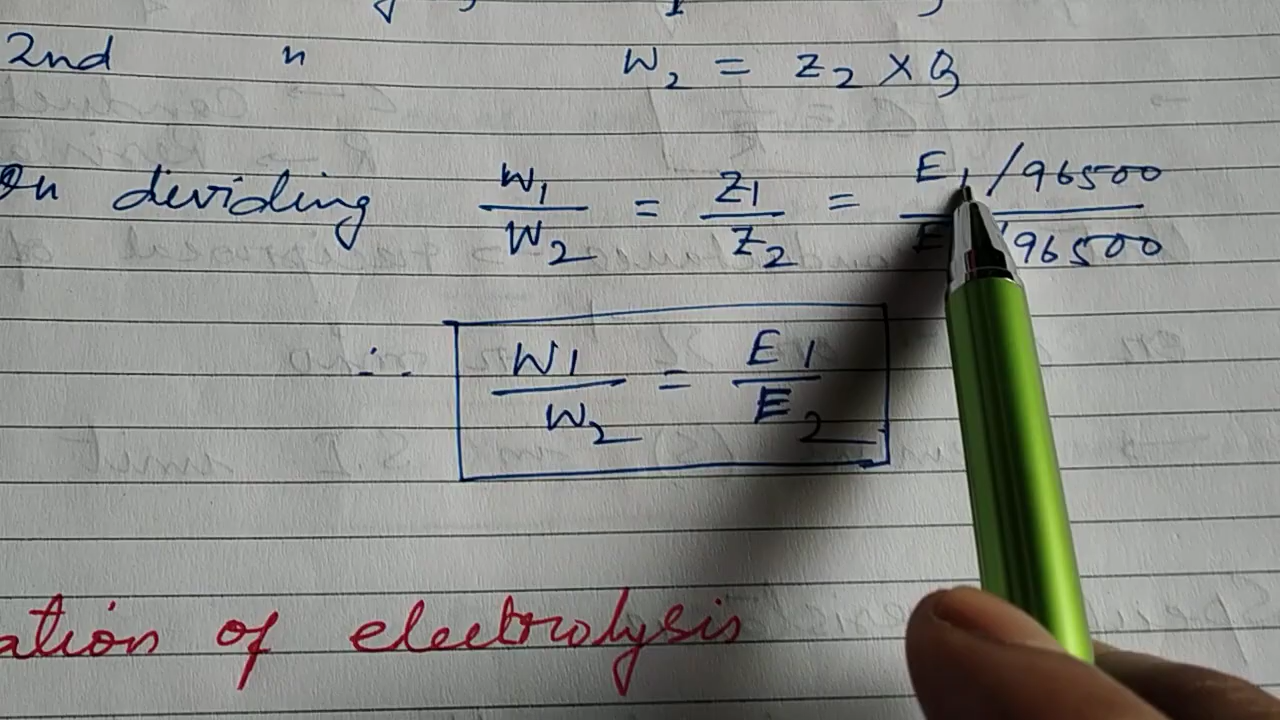 2nd " W₂ = Z₂ × Q
On dividing W₁/W₂ = Z₁/Z₂ = E₁/96500 / E /96500
∴ W₁/W₂ = E₁/E₂
ation of electrolysis